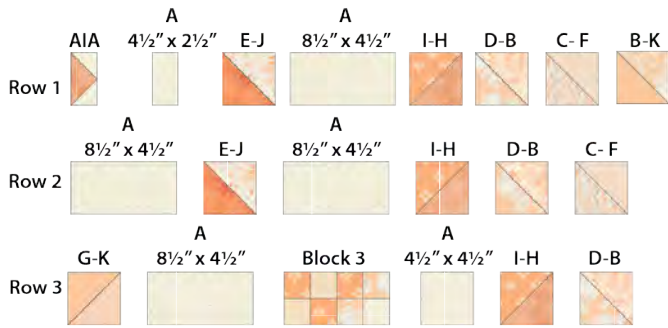 A A
AIA 4½" x 2½" E-J 8½" x 4½" I-H D-B C- F B-K
Row 1
A A
8½" x 4½" E-J 8½" x 4½" I-H D-B C- F
Row 2
A A
G-K 8½" x 4½" Block 3 4½" x 4½" I-H D-B
Row 3